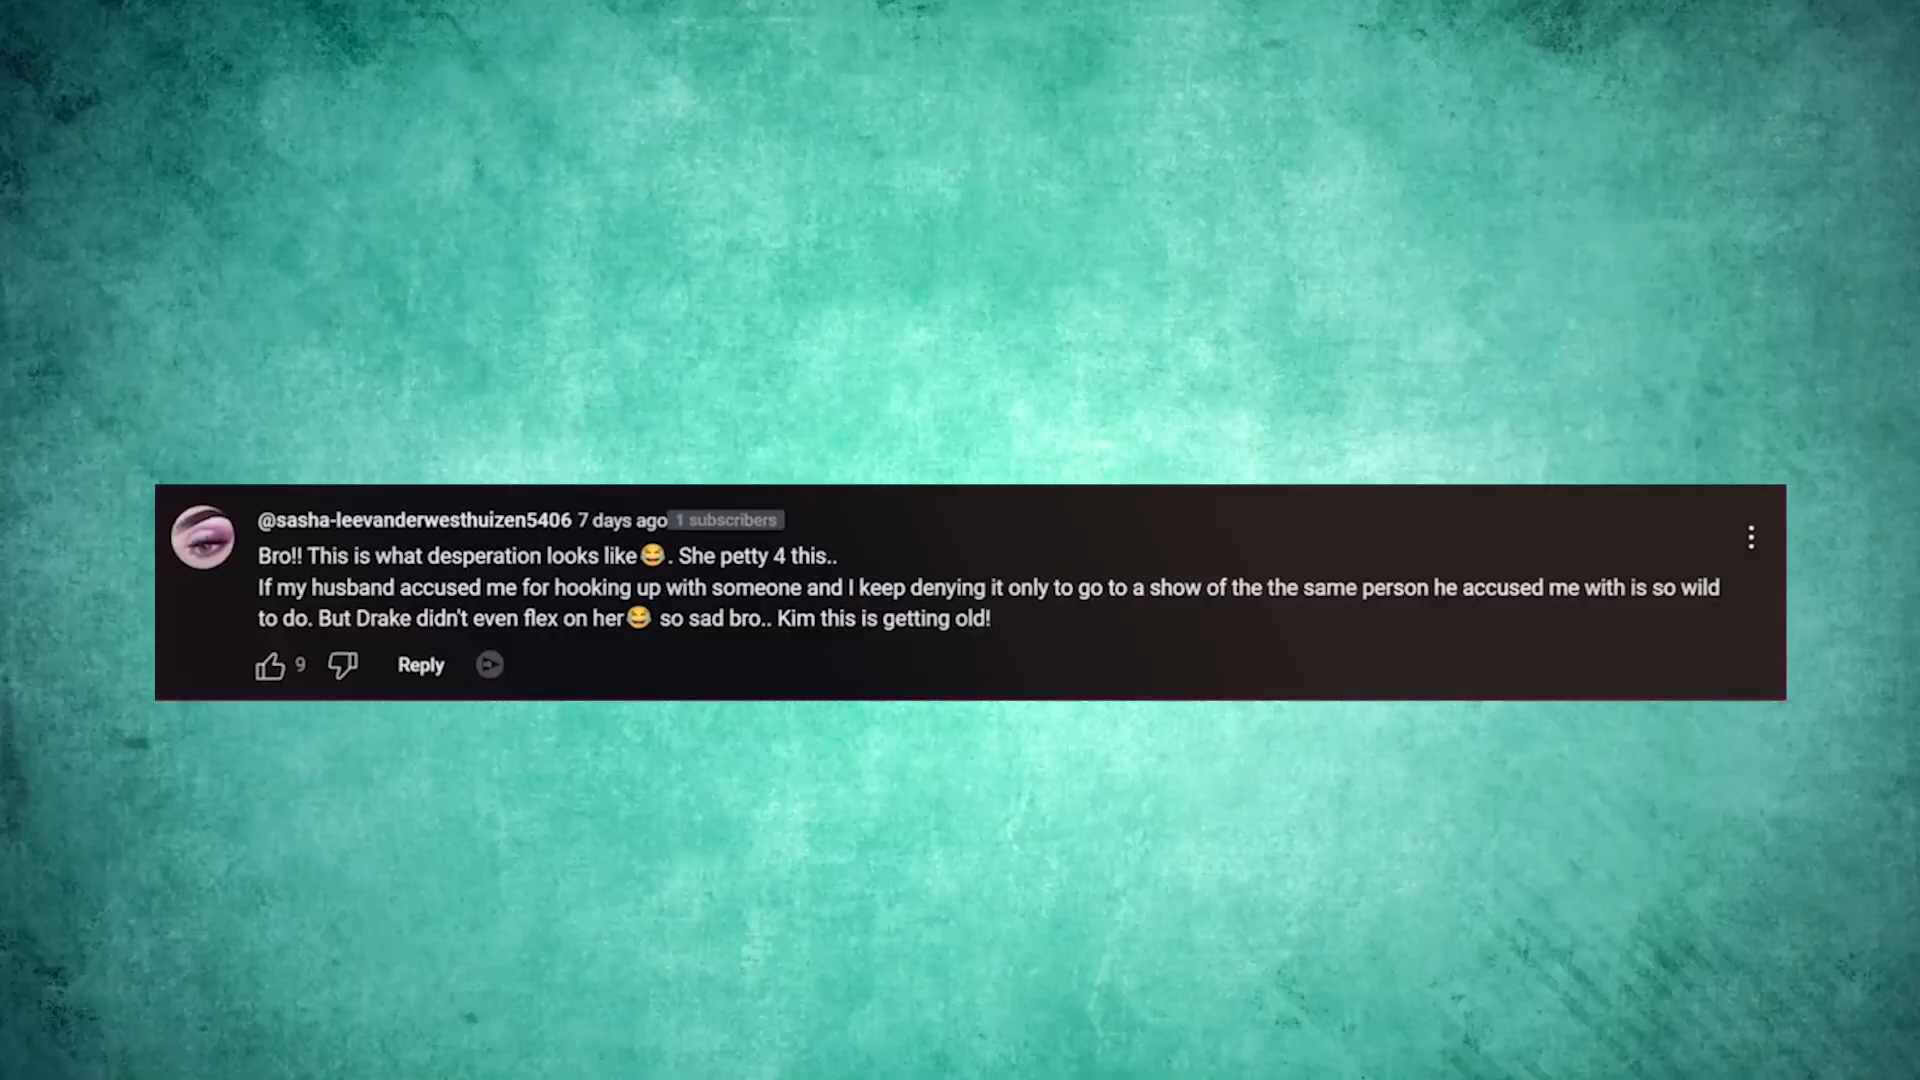 @sasha-leevanderwesthuizen5406 7 days ago 1 subscribers
Bro!! This is what desperation looks like😂. She petty 4 this..
If my husband accused me for hooking up with someone and I keep denying it only to go to a show of the the same person he accused me with is so wild
to do. But Drake didn't even flex on her😂 so sad bro.. Kim this is getting old!
9 Reply